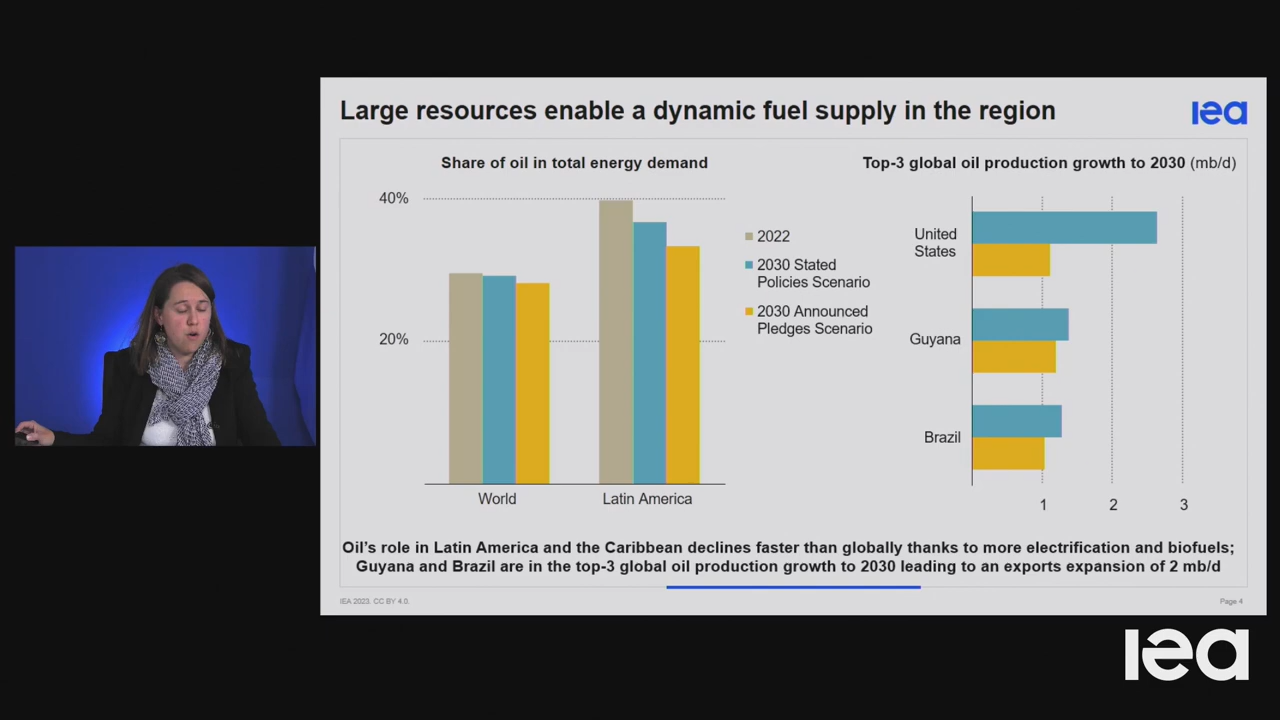 Large resources enable a dynamic fuel supply in the region
iea
Share of oil in total energy demand
40%
20%
World
Latin America
2022
2030 Stated
Policies Scenario
2030 Announced
Pledges Scenario
Top-3 global oil production growth to 2030 (mb/d)
United
States
Guyana
Brazil
1
2
3
Oil's role in Latin America and the Caribbean declines faster than globally thanks to more electrification and biofuels;
Guyana and Brazil are in the top-3 global oil production growth to 2030 leading to an exports expansion of 2 mb/d
IEA 2023. CC BY 4.0.
Page 4
iea